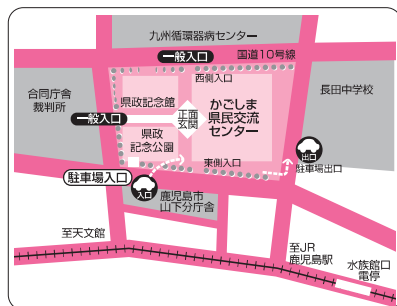 九州循環器病センター
一般入口
国道10号線
西側入口
合同庁舎
裁判所
県政記念館
正面
玄関
かごしま
県民交流
センター
長田中学校
一般入口
県政
記念公園
東側入口
出口
駐車場出口
駐車場入口
入口
鹿児島市
山下分庁舎
至天文館
至JR
鹿児島駅
水族館口
電停